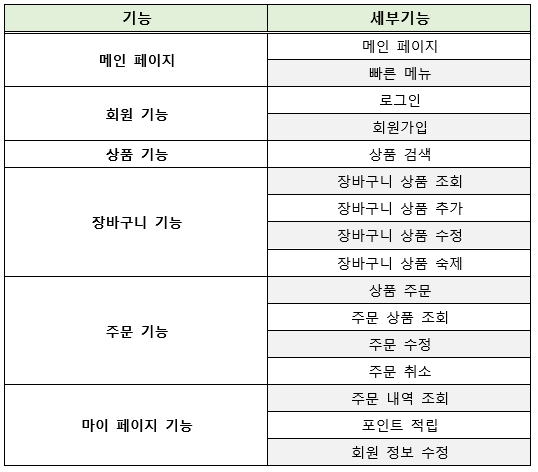 기능 세부기능
메인 페이지 메인 페이지
빠른 메뉴
회원 기능 로그인
회원가입
상품 기능 상품 검색
장바구니 기능 장바구니 상품 조회
장바구니 상품 추가
장바구니 상품 수정
장바구니 상품 숙제
주문 기능 상품 주문
주문 상품 조회
주문 수정
주문 취소
마이 페이지 기능 주문 내역 조회
포인트 적립
회원 정보 수정